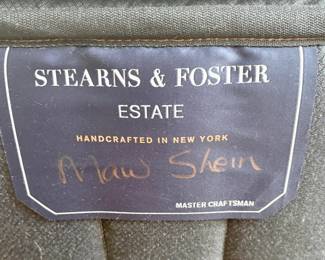 STEARNS & FOSTER
ESTATE
HANDCRAFTED IN NEW YORK
Maw Shein
MASTER CRAFTSMAN